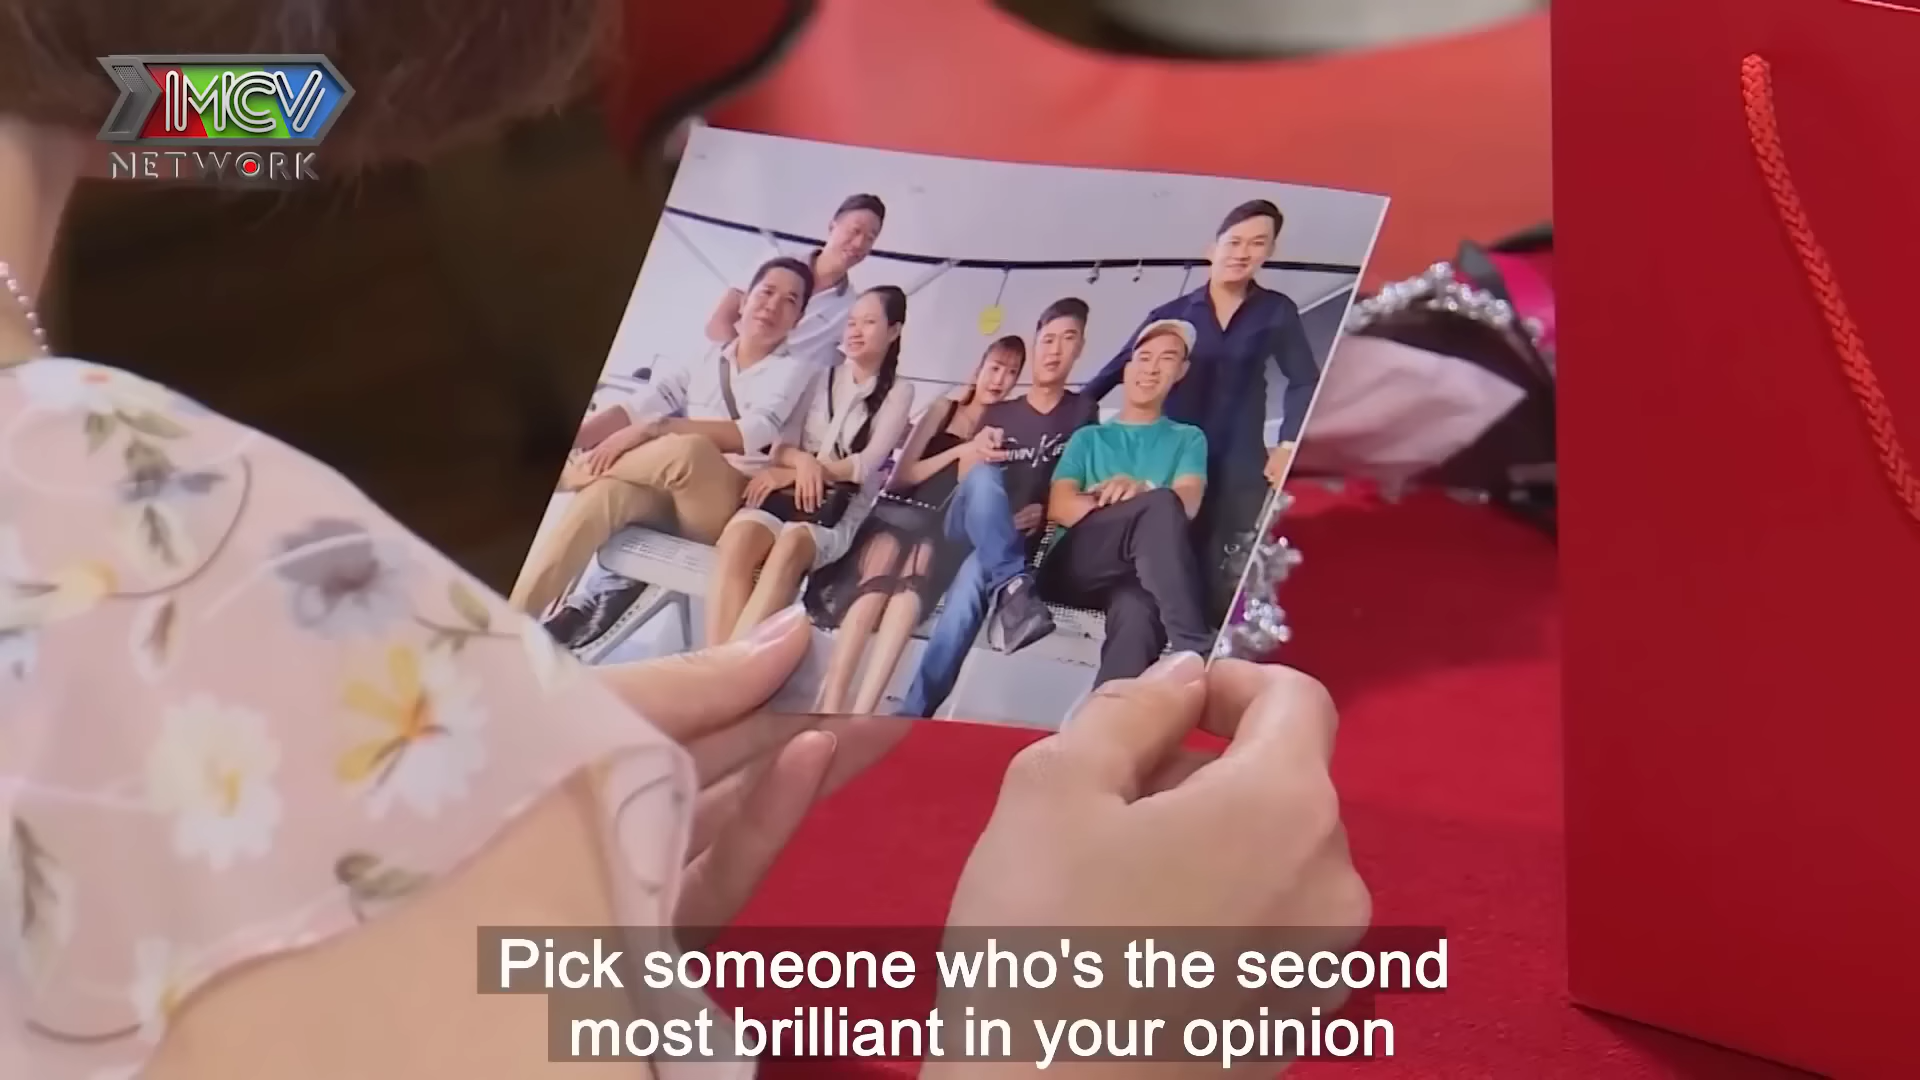 MCV
NETWORK
Pick someone who's the second
most brilliant in your opinion